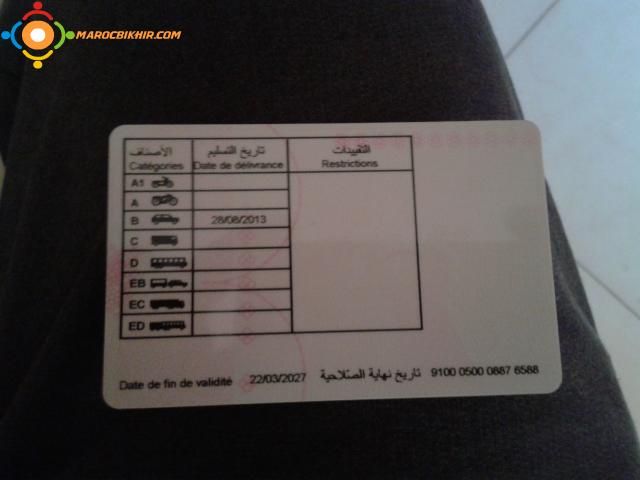 MAROCBIKHIR.COM
الأصناف تاريخ التسليم التقييدات
Catégories Date de délivrance Restrictions
A1
A
B 28/08/2013
C
D
EB
EC
ED
Date de fin de validité 22/03/2027 تاريخ نهاية الصلاحية 9100 0500 0887 6588